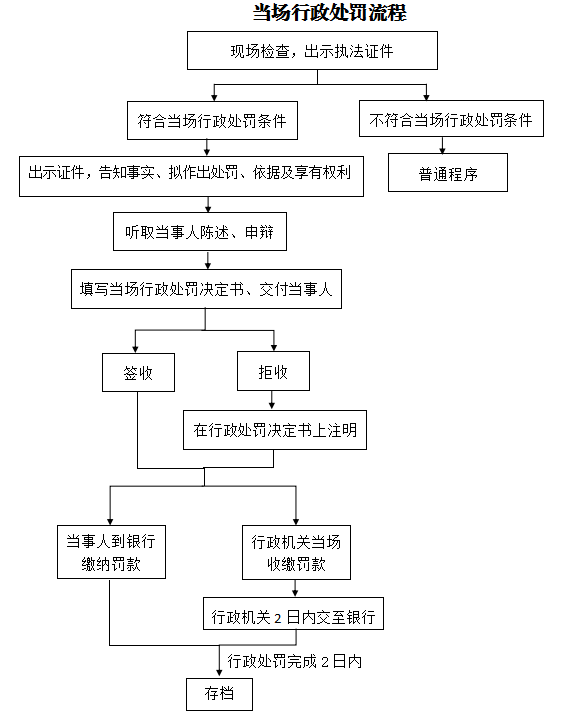 当场行政处罚流程
现场检查，出示执法证件
符合当场行政处罚条件
不符合当场行政处罚条件
出示证件，告知事实、拟作出处罚、依据及享有权利
普通程序
听取当事人陈述、申辩
填写当场行政处罚决定书、交付当事人
签收
拒收
在行政处罚决定书上注明
当事人到银行
缴纳罚款
行政机关当场
收缴罚款
行政机关2日内交至银行
行政处罚完成2日内
存档